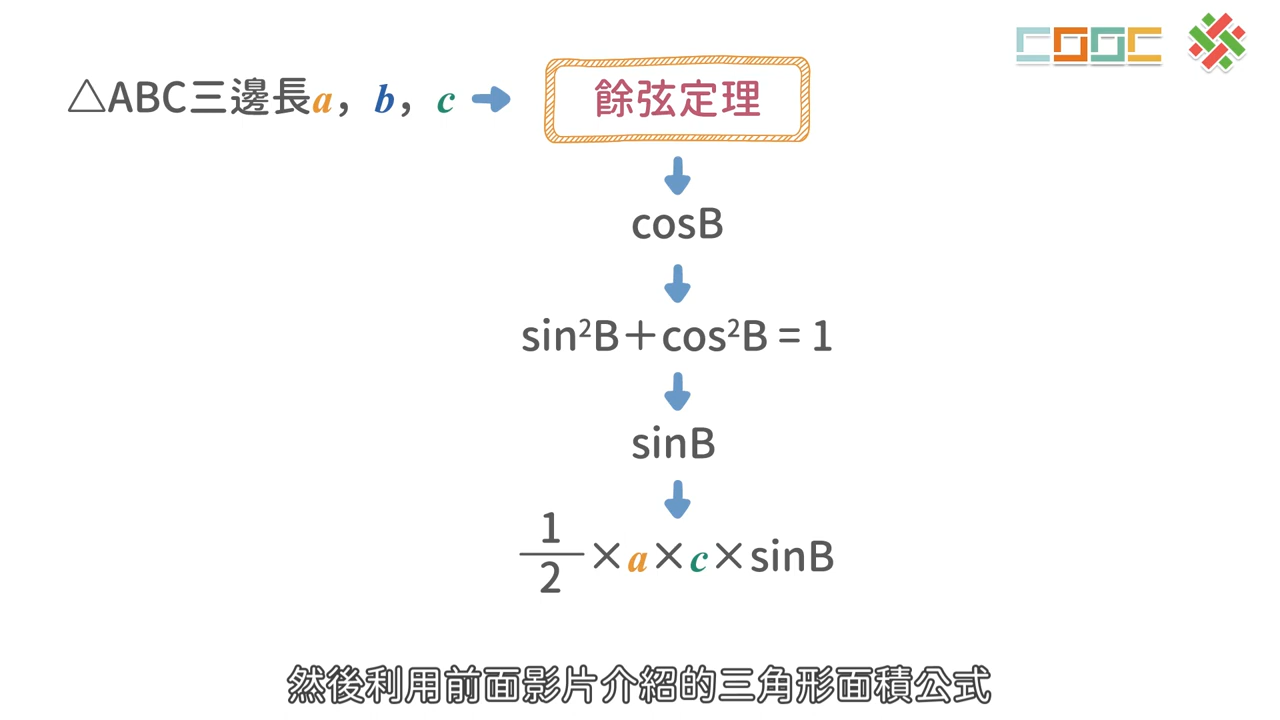 COOC
△ABC三邊長a，b，c
餘弦定理
cosB
sin²B＋cos²B = 1
sinB
1/2×a×c×sinB
然後利用前面影片介紹的三角形面積公式